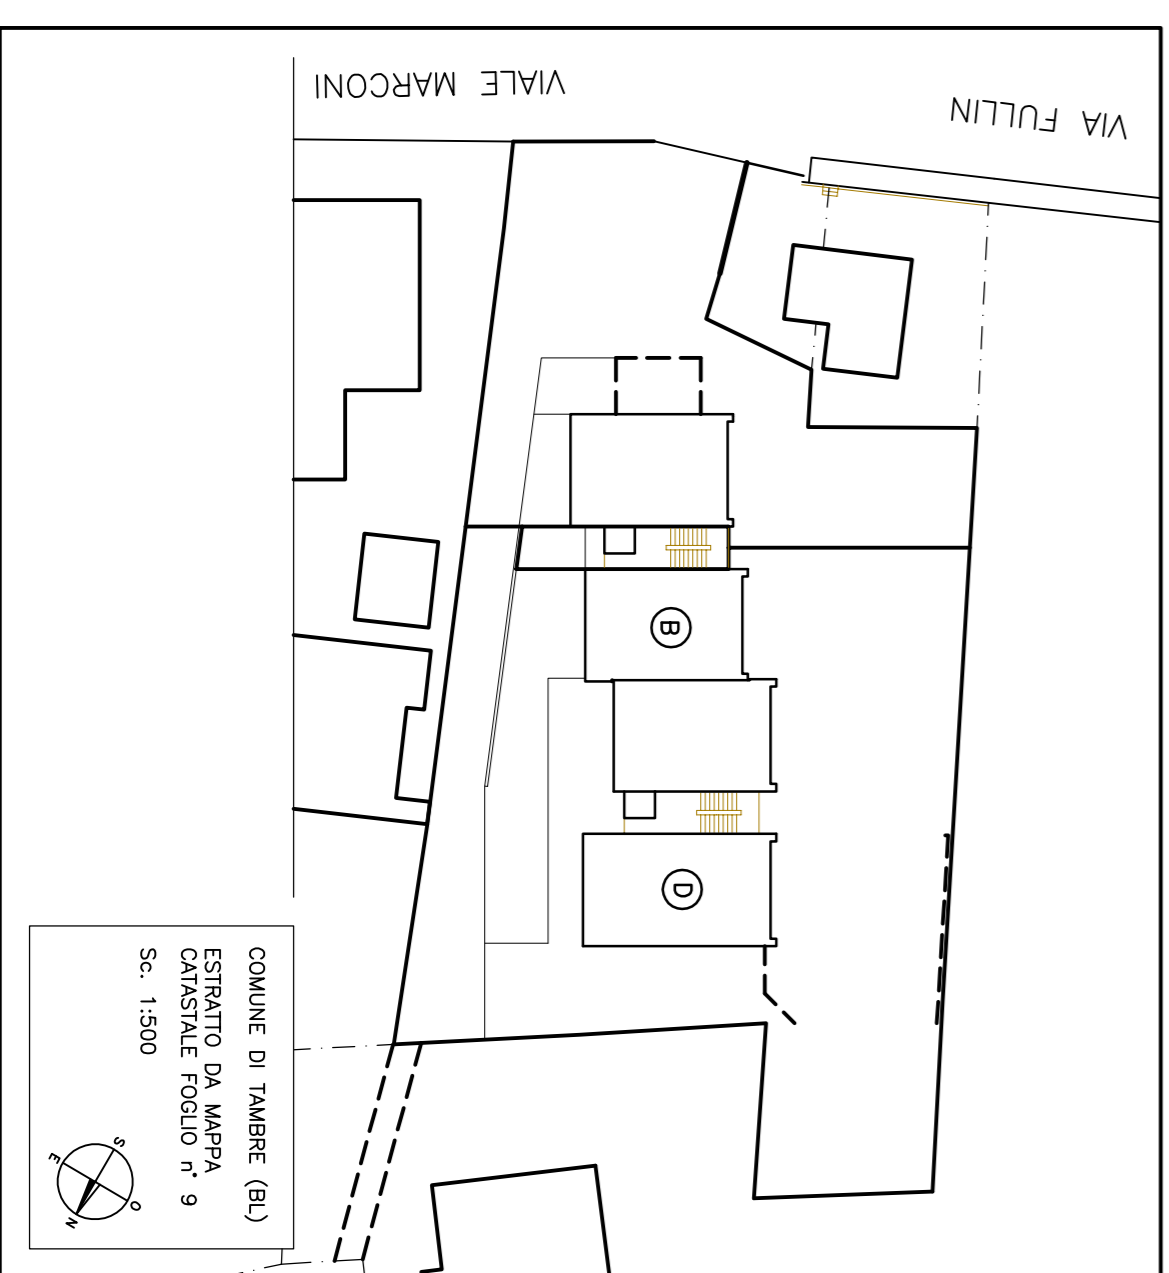 VIALE MARCONI
VIA FULLIN
B
D
COMUNE DI TAMBRE (BL)
ESTRATTO DA MAPPA
CATASTALE FOGLIO n° 9
Sc. 1:500
S
E
O
N